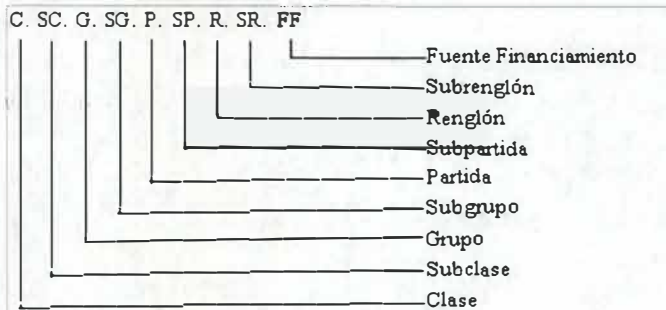 C. SC. G. SG. P. SP. R. SR. FF
Fuente Financiamiento
Subrenglón
Renglón
Subpartida
Partida
Subgrupo
Grupo
Subclase
Clase